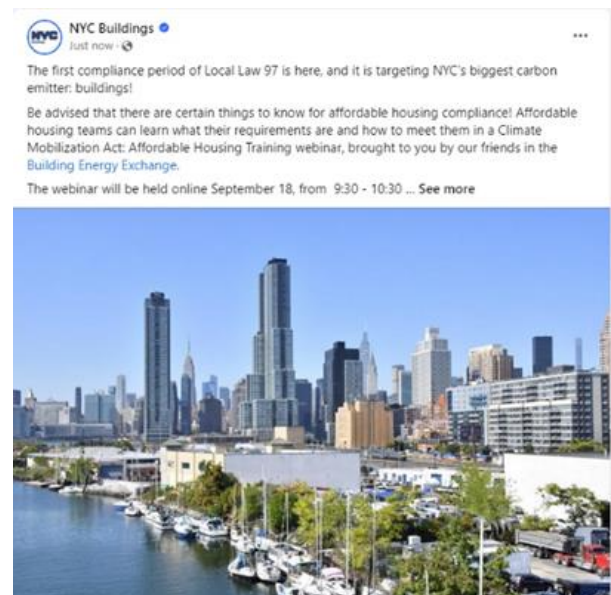 NYC
NYC Buildings
Just now ·
...
The first compliance period of Local Law 97 is here, and it is targeting NYC's biggest carbon
emitter: buildings!
Be advised that there are certain things to know for affordable housing compliance! Affordable
housing teams can learn what their requirements are and how to meet them in a Climate
Mobilization Act: Affordable Housing Training webinar, brought to you by our friends in the
Building Energy Exchange.
The webinar will be held online September 18, from 9:30 - 10:30 ... See more